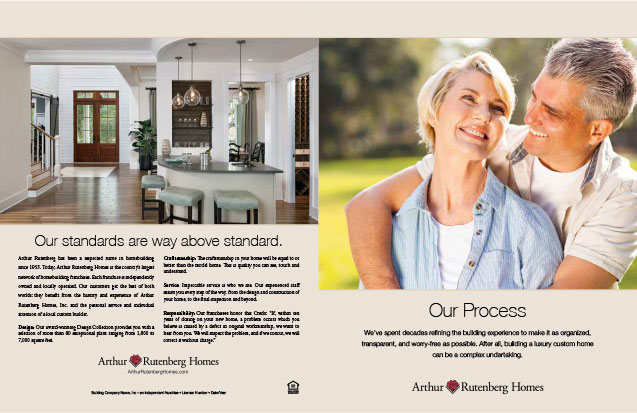 Our standards are way above standard.
Arthur Rutenberg has been a respected name in homebuilding
since 1953. Today, Arthur Rutenberg Homes is the country's largest
network of homebuilding franchises. Each franchise is independently
owned and locally operated. Our customers get the best of both
worlds: they benefit from the history and experience of Arthur
Rutenberg Homes, Inc. and the personal service and individual
attention of a local custom builder.
Design: Our award-winning Design Collection provides you with a
selection of more than 60 exceptional plans ranging from 1,800 to
7,000 square feet.
Craftsmanship: The craftsmanship in your home will be equal to or
better than the model home. This is quality you can see, touch and
understand.
Service: Impeccable service is who we are. Our experienced staff
assists you every step of the way, from the design and construction of
your home, to the final inspection and beyond.
Responsibility: Our franchisees honor this Credo: "If, within ten
years of closing on your new home, a problem occurs which you
believe is caused by a defect in original workmanship, we want to
hear from you. We will inspect the problem, and if we concur, we will
correct it without charge."
Arthur Rutenberg Homes
ArthurRutenbergHomes.com
Building Company Name, Inc • an Independent Franchise • License Number • Date/Year
Our Process
We've spent decades refining the building experience to make it as organized,
transparent, and worry-free as possible. After all, building a luxury custom home
can be a complex undertaking.
Arthur Rutenberg Homes